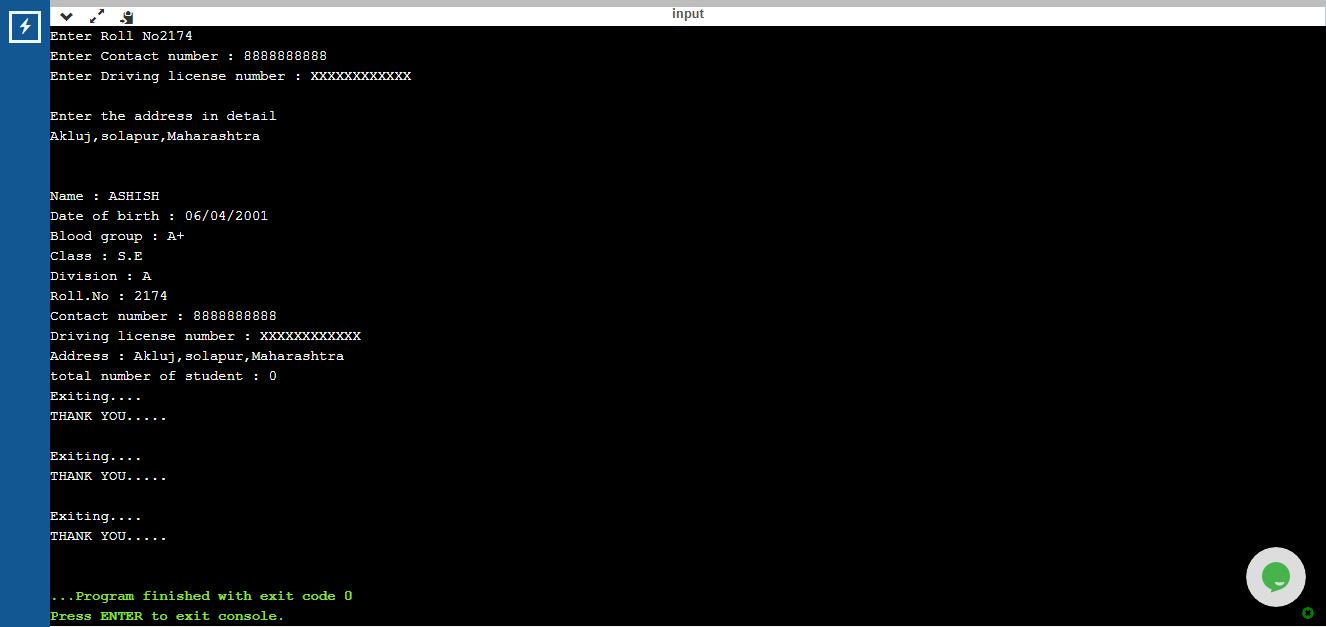 input
Enter Roll No2174
Enter Contact number : 8888888888
Enter Driving license number : XXXXXXXXXXXX
Enter the address in detail
Akluj,solapur,Maharashtra
Name : ASHISH
Date of birth : 06/04/2001
Blood group : A+
Class : S.E
Division : A
Roll.No : 2174
Contact number : 8888888888
Driving license number : XXXXXXXXXXXX
Address : Akluj,solapur,Maharashtra
total number of student : 0
Exiting....
THANK YOU.....
Exiting....
THANK YOU.....
Exiting....
THANK YOU.....
...Program finished with exit code 0
Press ENTER to exit console.